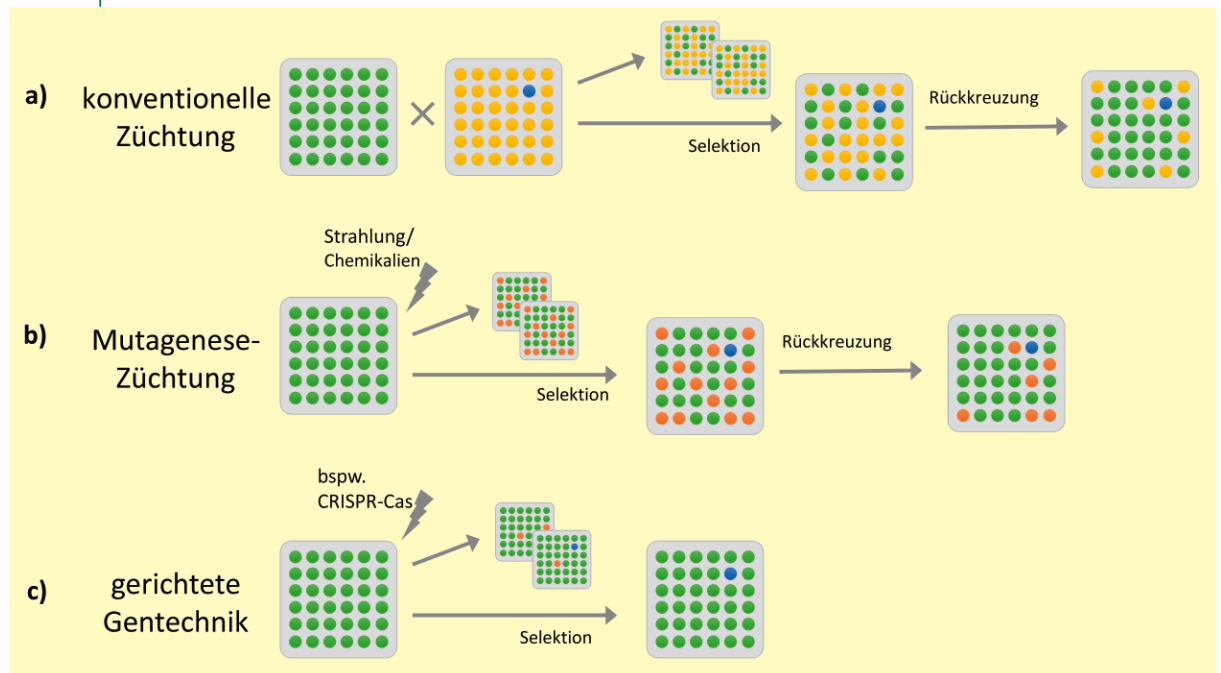 a)
konventionelle
Züchtung
Selektion
Rückkreuzung
b)
Mutagenese-
Züchtung
Strahlung/
Chemikalien
Selektion
Rückkreuzung
c)
gerichtete
Gentechnik
bspw.
CRISPR-Cas
Selektion